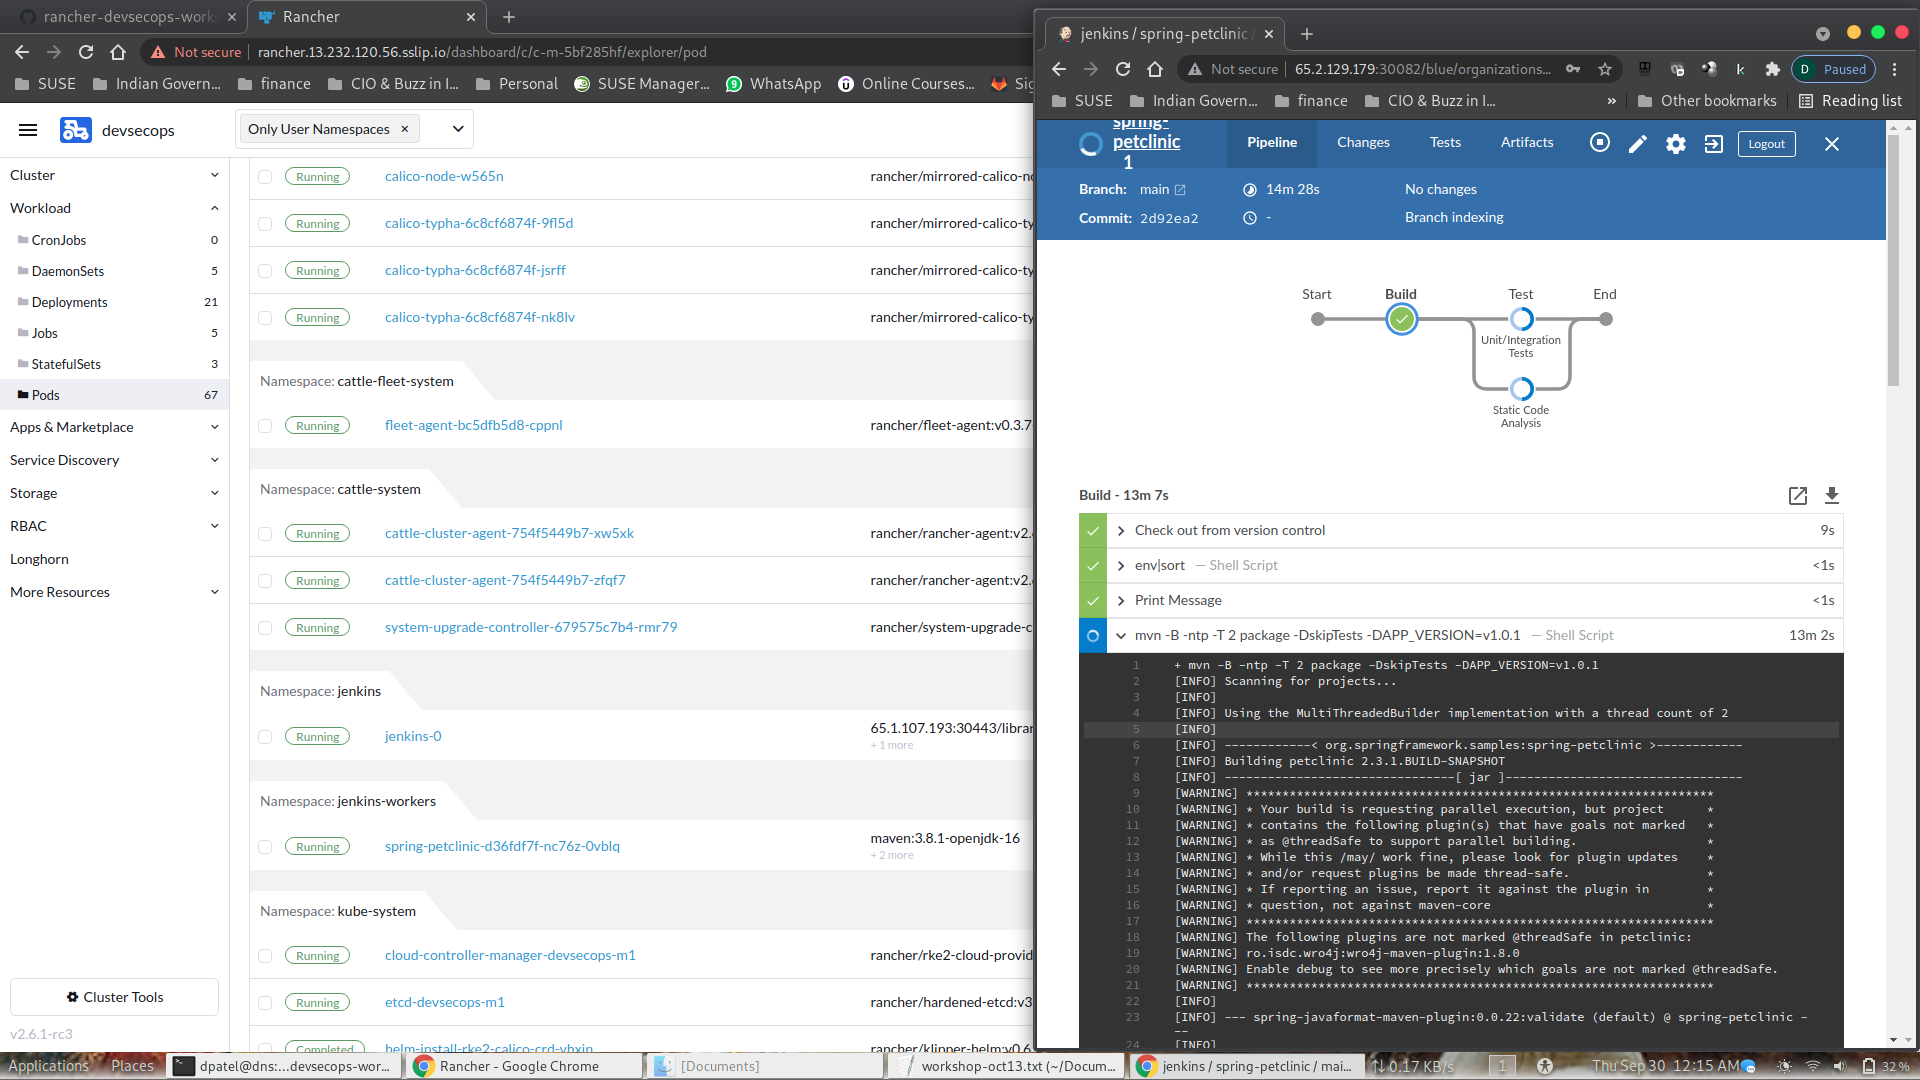 rancher-devsecops-works
Rancher
Not secure
rancher.13.232.120.56.sslip.io/dashboard/c/c-m-5bf285hf/explorer/pod
SUSE
Indian Govern...
finance
CIO & Buzz in I...
Personal
SUSE Manager...
WhatsApp
Online Courses...
Sig
devsecops
Only User Namespaces ×
Cluster
Workload
CronJobs 0
DaemonSets 5
Deployments 21
Jobs 5
StatefulSets 3
Pods 67
Apps & Marketplace
Service Discovery
Storage
RBAC
Longhorn
More Resources
Cluster Tools
v2.6.1-rc3
Running calico-node-w565n rancher/mirrored-calico-no
Running calico-typha-6c8cf6874f-9fl5d rancher/mirrored-calico-ty
Running calico-typha-6c8cf6874f-jsrff rancher/mirrored-calico-ty
Running calico-typha-6c8cf6874f-nk8lv rancher/mirrored-calico-ty
Namespace: cattle-fleet-system
Running fleet-agent-bc5dfb5d8-cppnl rancher/fleet-agent:v0.3.7
Namespace: cattle-system
Running cattle-cluster-agent-754f5449b7-xw5xk rancher/rancher-agent:v2.
Running cattle-cluster-agent-754f5449b7-zfqf7 rancher/rancher-agent:v2.
Running system-upgrade-controller-679575c7b4-rmr79 rancher/system-upgrade-c
Namespace: jenkins
Running jenkins-0 65.1.107.193:30443/librar
+ 1 more
Namespace: jenkins-workers
Running spring-petclinic-d36fdf7f-nc76z-0vblq maven:3.8.1-openjdk-16
+ 2 more
Namespace: kube-system
Running cloud-controller-manager-devsecops-m1 rancher/rke2-cloud-provid
Running etcd-devsecops-m1 rancher/hardened-etcd:v3
Completed helm-install-rke2-calico-crd-vbxjn rancher/klipper-helm:v0.6
jenkins / spring-petclinic /
Not secure
65.2.129.179:30082/blue/organizations...
D Paused
SUSE
Indian Govern...
finance
CIO & Buzz in I...
»
Other bookmarks
Reading list
spring-
petclinic
1
Pipeline
Changes
Tests
Artifacts
Logout
Branch: main 14m 28s No changes
Commit: 2d92ea2 - Branch indexing
Start Build Test End
Unit/Integration
Tests
Static Code
Analysis
Build - 13m 7s
Check out from version control 9s
env|sort — Shell Script <1s
Print Message <1s
mvn -B -ntp -T 2 package -DskipTests -DAPP_VERSION=v1.0.1 — Shell Script 13m 2s
1 + mvn -B -ntp -T 2 package -DskipTests -DAPP_VERSION=v1.0.1
2 [INFO] Scanning for projects...
3 [INFO]
4 [INFO] Using the MultiThreadedBuilder implementation with a thread count of 2
5 [INFO]
6 [INFO] ------------< org.springframework.samples:spring-petclinic >------------
7 [INFO] Building petclinic 2.3.1.BUILD-SNAPSHOT
8 [INFO] --------------------------------[ jar ]---------------------------------
9 [WARNING] *****************************************************************
10 [WARNING] * Your build is requesting parallel execution, but project *
11 [WARNING] * contains the following plugin(s) that have goals not marked *
12 [WARNING] * as @threadSafe to support parallel building. *
13 [WARNING] * While this /may/ work fine, please look for plugin updates *
14 [WARNING] * and/or request plugins be made thread-safe. *
15 [WARNING] * If reporting an issue, report it against the plugin in *
16 [WARNING] * question, not against maven-core *
17 [WARNING] *****************************************************************
18 [WARNING] The following plugins are not marked @threadSafe in petclinic:
19 [WARNING] ro.isdc.wro4j:wro4j-maven-plugin:1.8.0
20 [WARNING] Enable debug to see more precisely which goals are not marked @threadSafe.
21 [WARNING] *****************************************************************
22 [INFO]
23 [INFO] --- spring-javaformat-maven-plugin:0.0.22:validate (default) @ spring-petclinic -
--
24 [INFO]
Applications
Places
dpatel@dns:...devsecops-wor...
Rancher - Google Chrome
[Documents]
workshop-oct13.txt (~/Docum...
jenkins / spring-petclinic / mai...
0.17 KB/s
1
Thu Sep 30 12:15 AM
32 %